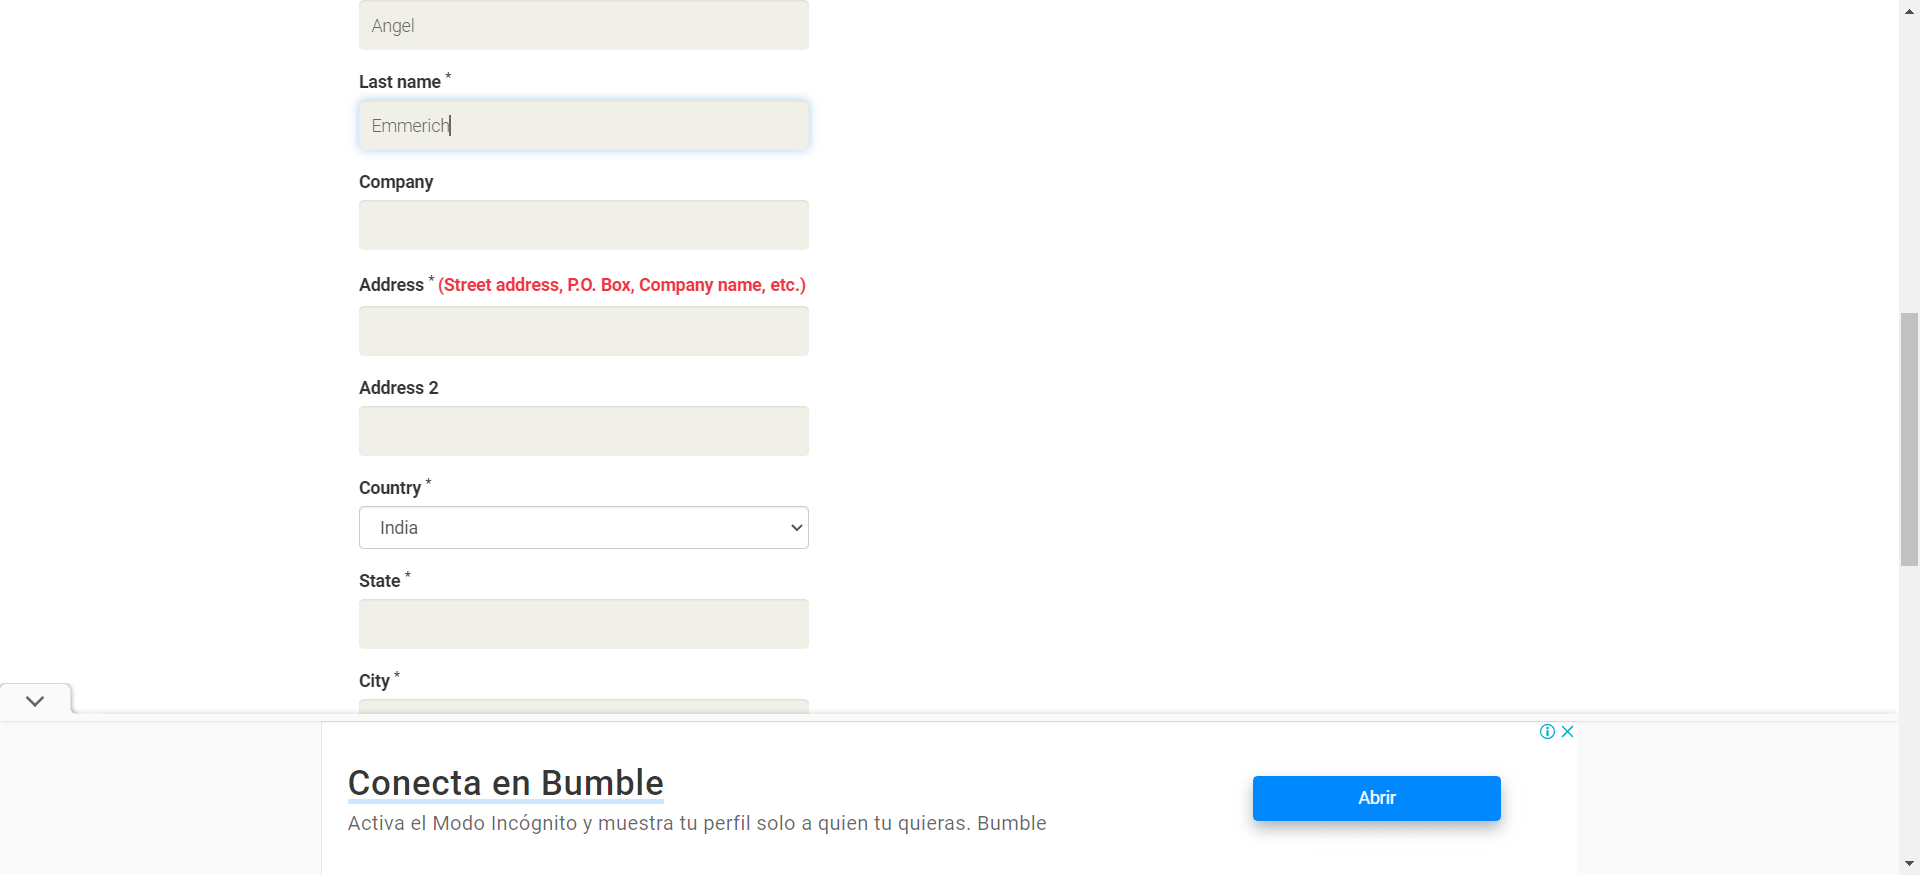 Angel
Last name *
Emmerich
Company
Address * (Street address, P.O. Box, Company name, etc.)
Address 2
Country *
India
State *
City *
Conecta en Bumble
Activa el Modo Incógnito y muestra tu perfil solo a quien tu quieras. Bumble
Abrir